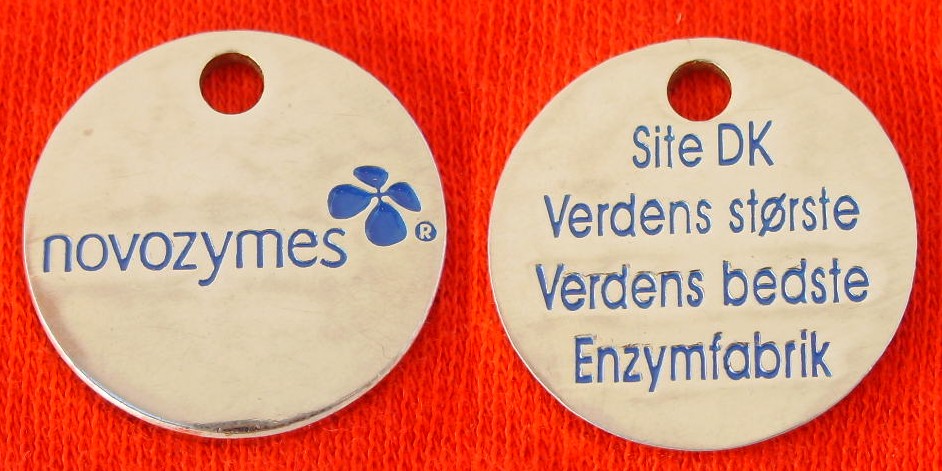 novozymes®
Site DK
Verdens største
Verdens bedste
Enzymfabrik